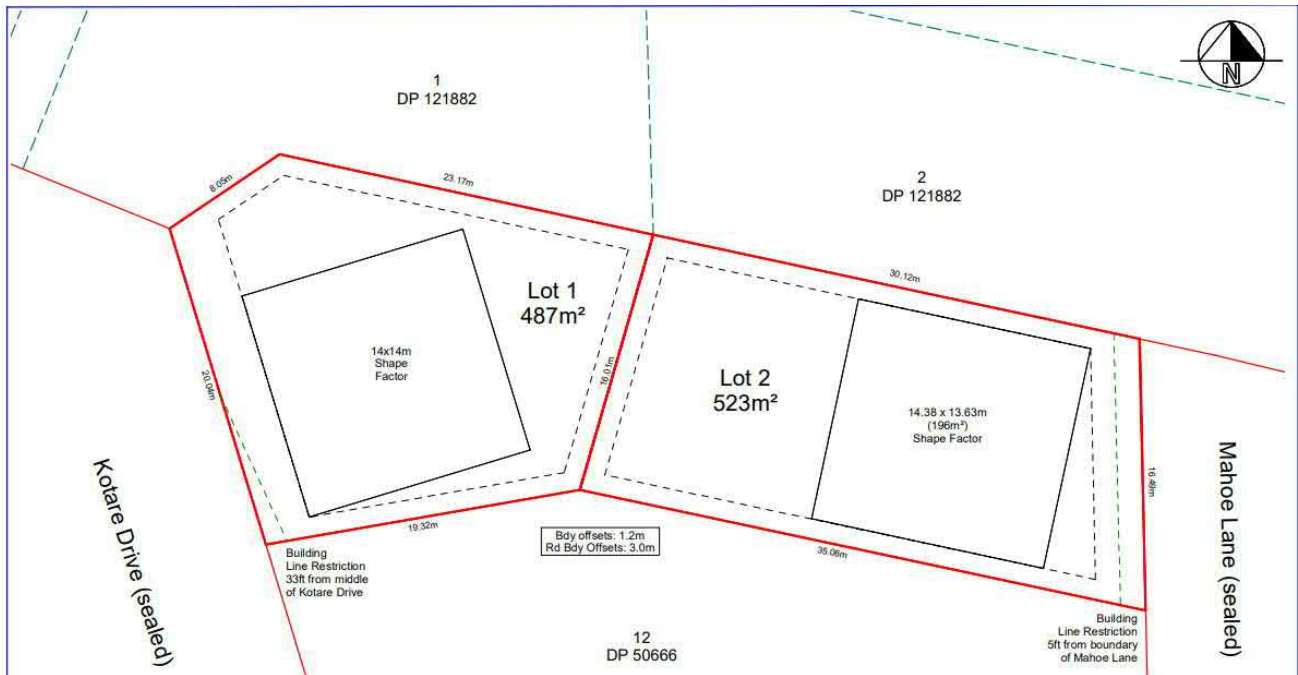 N
1
DP 121882
2
DP 121882
8.05m
23.17m
30.12m
Lot 1
487m²
14x14m
Shape
Factor
20.04m
16.01m
Lot 2
523m²
14.38 x 13.63m
(196m²)
Shape Factor
16.49m
Kotare Drive (sealed)
Mahoe Lane (sealed)
19.32m
35.06m
Bdy offsets: 1.2m
Rd Bdy Offsets: 3.0m
Building
Line Restriction
33ft from middle
of Kotare Drive
Building
Line Restriction
5ft from boundary
of Mahoe Lane
12
DP 50666